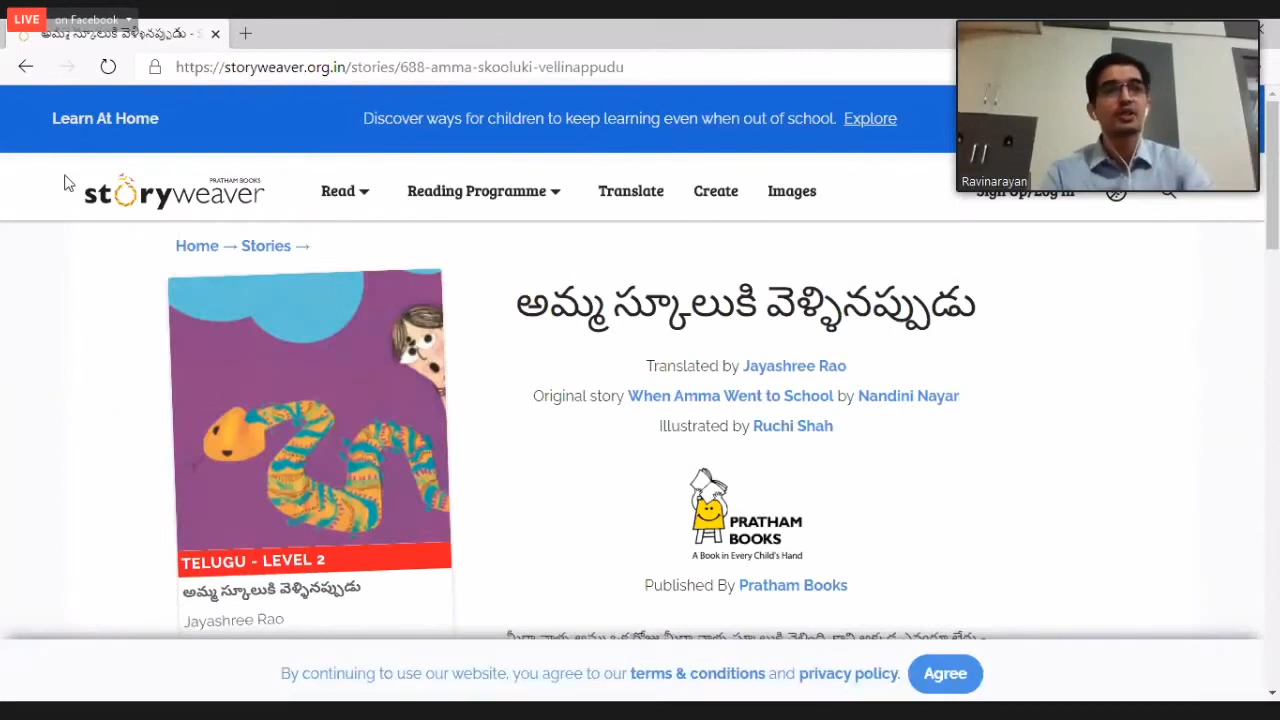 LIVE on Facebook
అమ్మ స్కూలుకి వెళ్ళినప్పుడు - S
https://storyweaver.org.in/stories/688-amma-skooluki-vellinappudu
Learn At Home
Discover ways for children to keep learning even when out of school. Explore
Ravinarayan
PRATHAM BOOKS
storyweaver
Read
Reading Programme
Translate
Create
Images
Sign Up/Log In
Home → Stories →
అమ్మ స్కూలుకి వెళ్ళినప్పుడు
Translated by Jayashree Rao
Original story When Amma Went to School by Nandini Nayar
Illustrated by Ruchi Shah
PRATHAM
BOOKS
A Book in Every Child's Hand
Published By Pratham Books
TELUGU - LEVEL 2
అమ్మ స్కూలుకి వెళ్ళినప్పుడు
Jayashree Rao
By continuing to use our website, you agree to our terms & conditions and privacy policy.
Agree